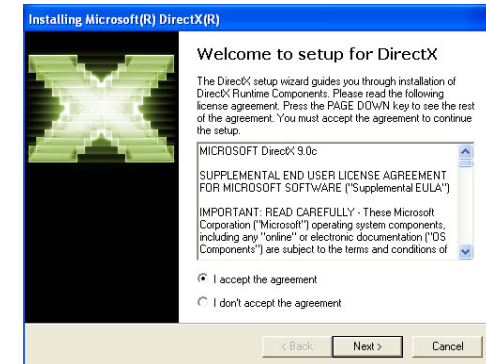 Installing Microsoft(R) DirectX(R)
Welcome to setup for DirectX
The DirectX setup wizard guides you through installation of
DirectX Runtime Components. Please read the following
license agreement. Press the PAGE DOWN key to see the rest
of the agreement. You must accept the agreement to continue
the setup.
MICROSOFT DirectX 9.0c
SUPPLEMENTAL END USER LICENSE AGREEMENT
FOR MICROSOFT SOFTWARE ("Supplemental EULA")
IMPORTANT: READ CAREFULLY - These Microsoft
Corporation ("Microsoft") operating system components,
including any "online" or electronic documentation ("OS
Components") are subject to the terms and conditions of
I accept the agreement
I don't accept the agreement
< Back Next > Cancel